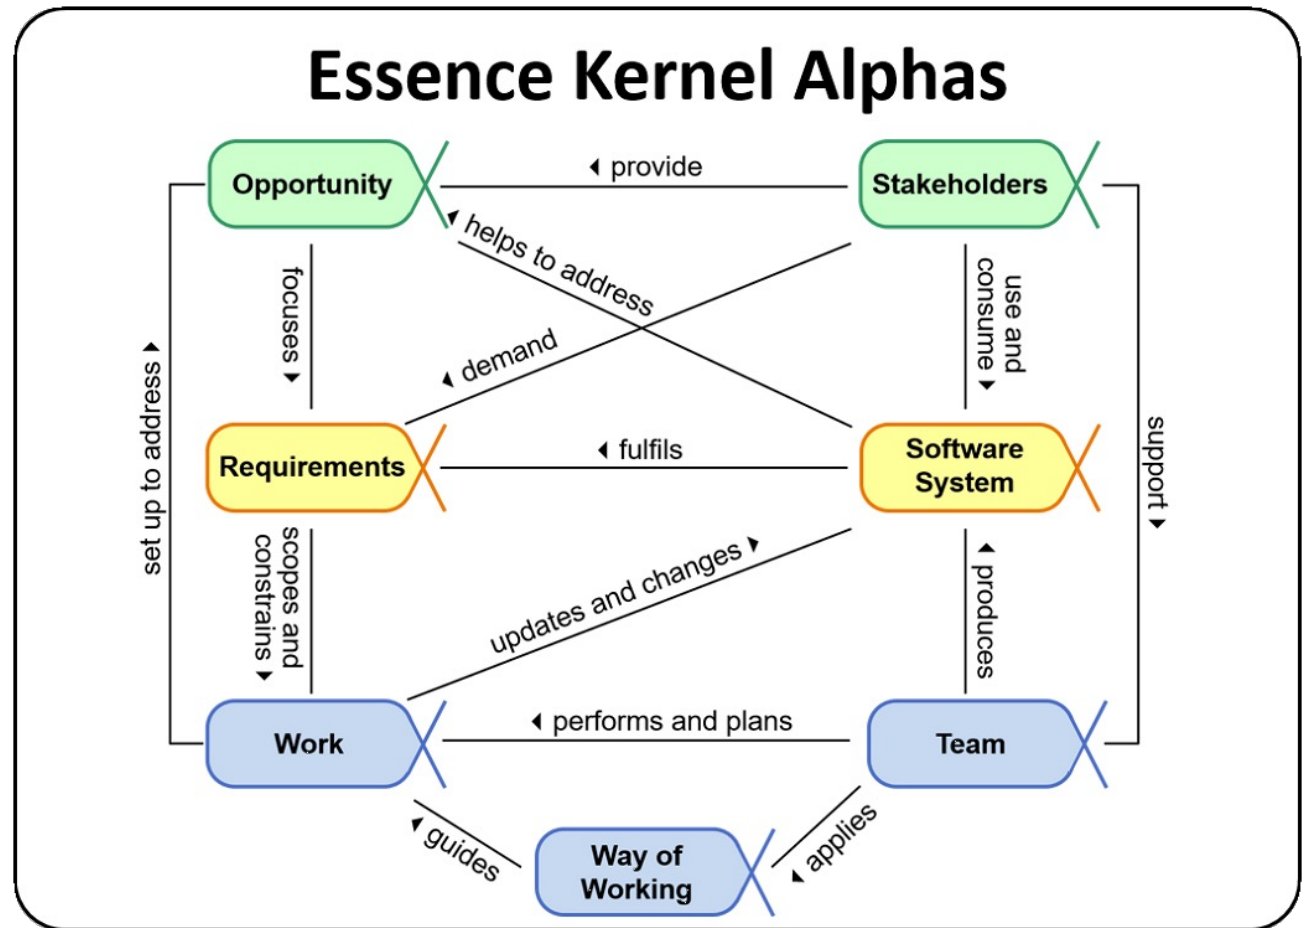 Essence Kernel Alphas
Opportunity
◀ provide
Stakeholders
◀ helps to address
focuses ▶
◀ demand
use and
consume ▶
set up to address ▶
support ▶
Requirements
◀ fulfils
Software
System
scopes and
constrains ▶
updates and changes ▶
◀ produces
Work
◀ performs and plans
Team
◀ guides
Way of
Working
◀ applies